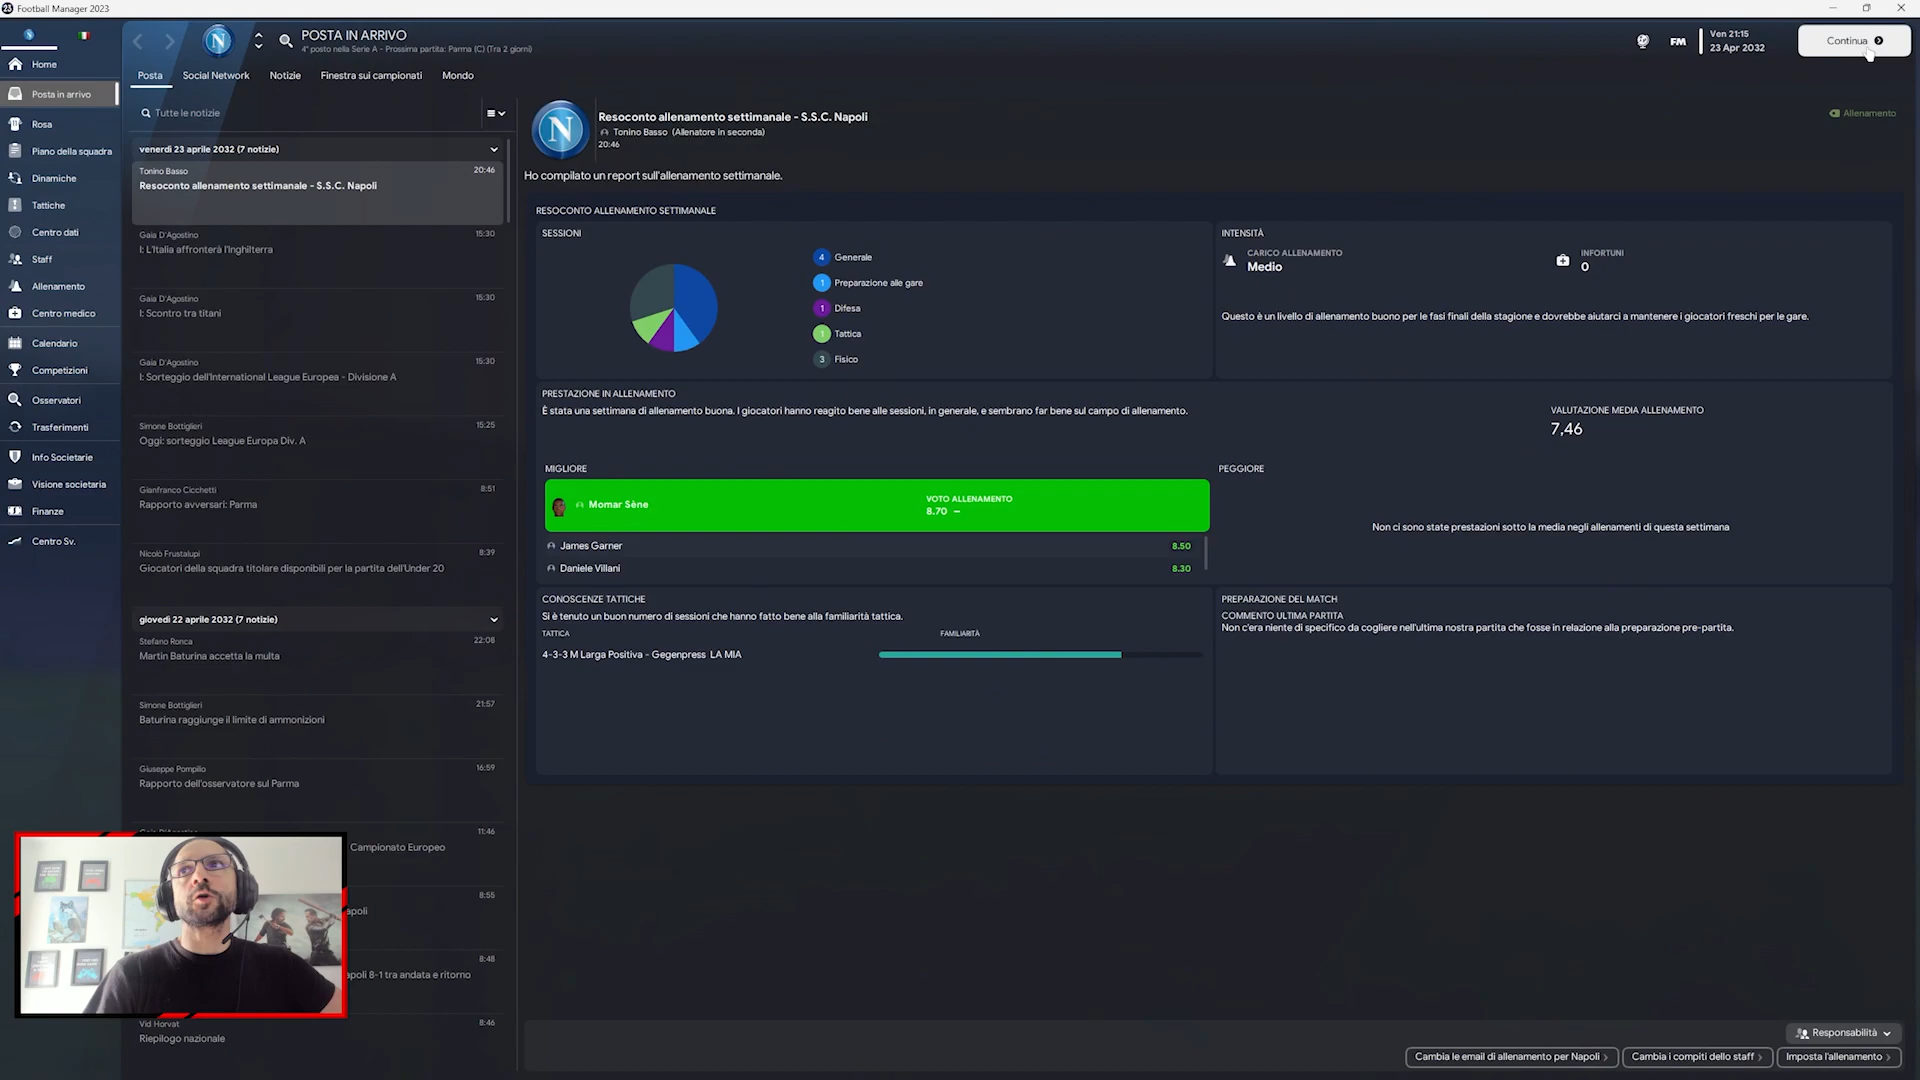 Football Manager 2023
POSTA IN ARRIVO
4° posto nella Serie A - Prossima partita: Parma (C) (Tra 2 giorni)
FM
Ven 21:15
23 Apr 2032
Continua
Home
Posta in arrivo
Rosa
Piano della squadra
Dinamiche
Tattiche
Centro dati
Staff
Allenamento
Centro medico
Calendario
Competizioni
Osservatori
Trasferimenti
Info Societarie
Visione societaria
Finanze
Centro Sv.
Posta
Social Network
Notizie
Finestra sui campionati
Mondo
Tutte le notizie
venerdì 23 aprile 2032 (7 notizie)
Tonino Basso
20:46
Resoconto allenamento settimanale - S.S.C. Napoli
Gaia D'Agostino
15:30
I: L'Italia affronterà l'Inghilterra
Gaia D'Agostino
15:30
I: Scontro tra titani
Gaia D'Agostino
15:30
I: Sorteggio dell'International League Europea - Divisione A
Simone Bottiglieri
15:25
Oggi: sorteggio League Europa Div. A
Gianfranco Cicchetti
8:51
Rapporto avversari: Parma
Nicolò Frustalupi
8:39
Giocatori della squadra titolare disponibili per la partita dell'Under 20
giovedì 22 aprile 2032 (7 notizie)
Stefano Ronca
22:08
Martin Baturina accetta la multa
Simone Bottiglieri
21:57
Baturina raggiunge il limite di ammonizioni
Giuseppe Pompilio
16:59
Rapporto dell'osservatore sul Parma
11:46
Campionato Europeo
8:55
apoli
8:48
apoli 8-1 tra andata e ritorno
Vid Horvat
8:46
Riepilogo nazionale
N
Resoconto allenamento settimanale - S.S.C. Napoli
Tonino Basso (Allenatore in seconda)
20:46
Allenamento
Ho compilato un report sull'allenamento settimanale.
RESOCONTO ALLENAMENTO SETTIMANALE
SESSIONI
4 Generale
1 Preparazione alle gare
1 Difesa
1 Tattica
3 Fisico
INTENSITÀ
CARICO ALLENAMENTO
Medio
INFORTUNI
0
Questo è un livello di allenamento buono per le fasi finali della stagione e dovrebbe aiutarci a mantenere i giocatori freschi per le gare.
PRESTAZIONE IN ALLENAMENTO
È stata una settimana di allenamento buona. I giocatori hanno reagito bene alle sessioni, in generale, e sembrano far bene sul campo di allenamento.
VALUTAZIONE MEDIA ALLENAMENTO
7,46
MIGLIORE
Momar Sène
VOTO ALLENAMENTO
8.70 –
James Garner
8.50
Daniele Villani
8.30
PEGGIORE
Non ci sono state prestazioni sotto la media negli allenamenti di questa settimana
CONOSCENZE TATTICHE
Si è tenuto un buon numero di sessioni che hanno fatto bene alla familiarità tattica.
TATTICA
FAMILIARITÀ
4-3-3 M Larga Positiva - Gegenpress LA MIA
PREPARAZIONE DEL MATCH
COMMENTO ULTIMA PARTITA
Non c'era niente di specifico da cogliere nell'ultima nostra partita che fosse in relazione alla preparazione pre-partita.
Responsabilità
Cambia le email di allenamento per Napoli
Cambia i compiti dello staff
Imposta l'allenamento